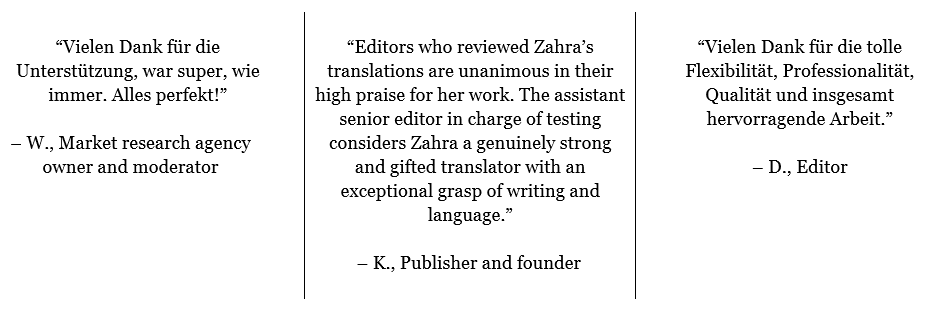 “Vielen Dank für die
Unterstützung, war super, wie
immer. Alles perfekt!”
– W., Market research agency
owner and moderator
“Editors who reviewed Zahra’s
translations are unanimous in their
high praise for her work. The assistant
senior editor in charge of testing
considers Zahra a genuinely strong
and gifted translator with an
exceptional grasp of writing and
language.”
– K., Publisher and founder
“Vielen Dank für die tolle
Flexibilität, Professionalität,
Qualität und insgesamt
hervorragende Arbeit.”
– D., Editor